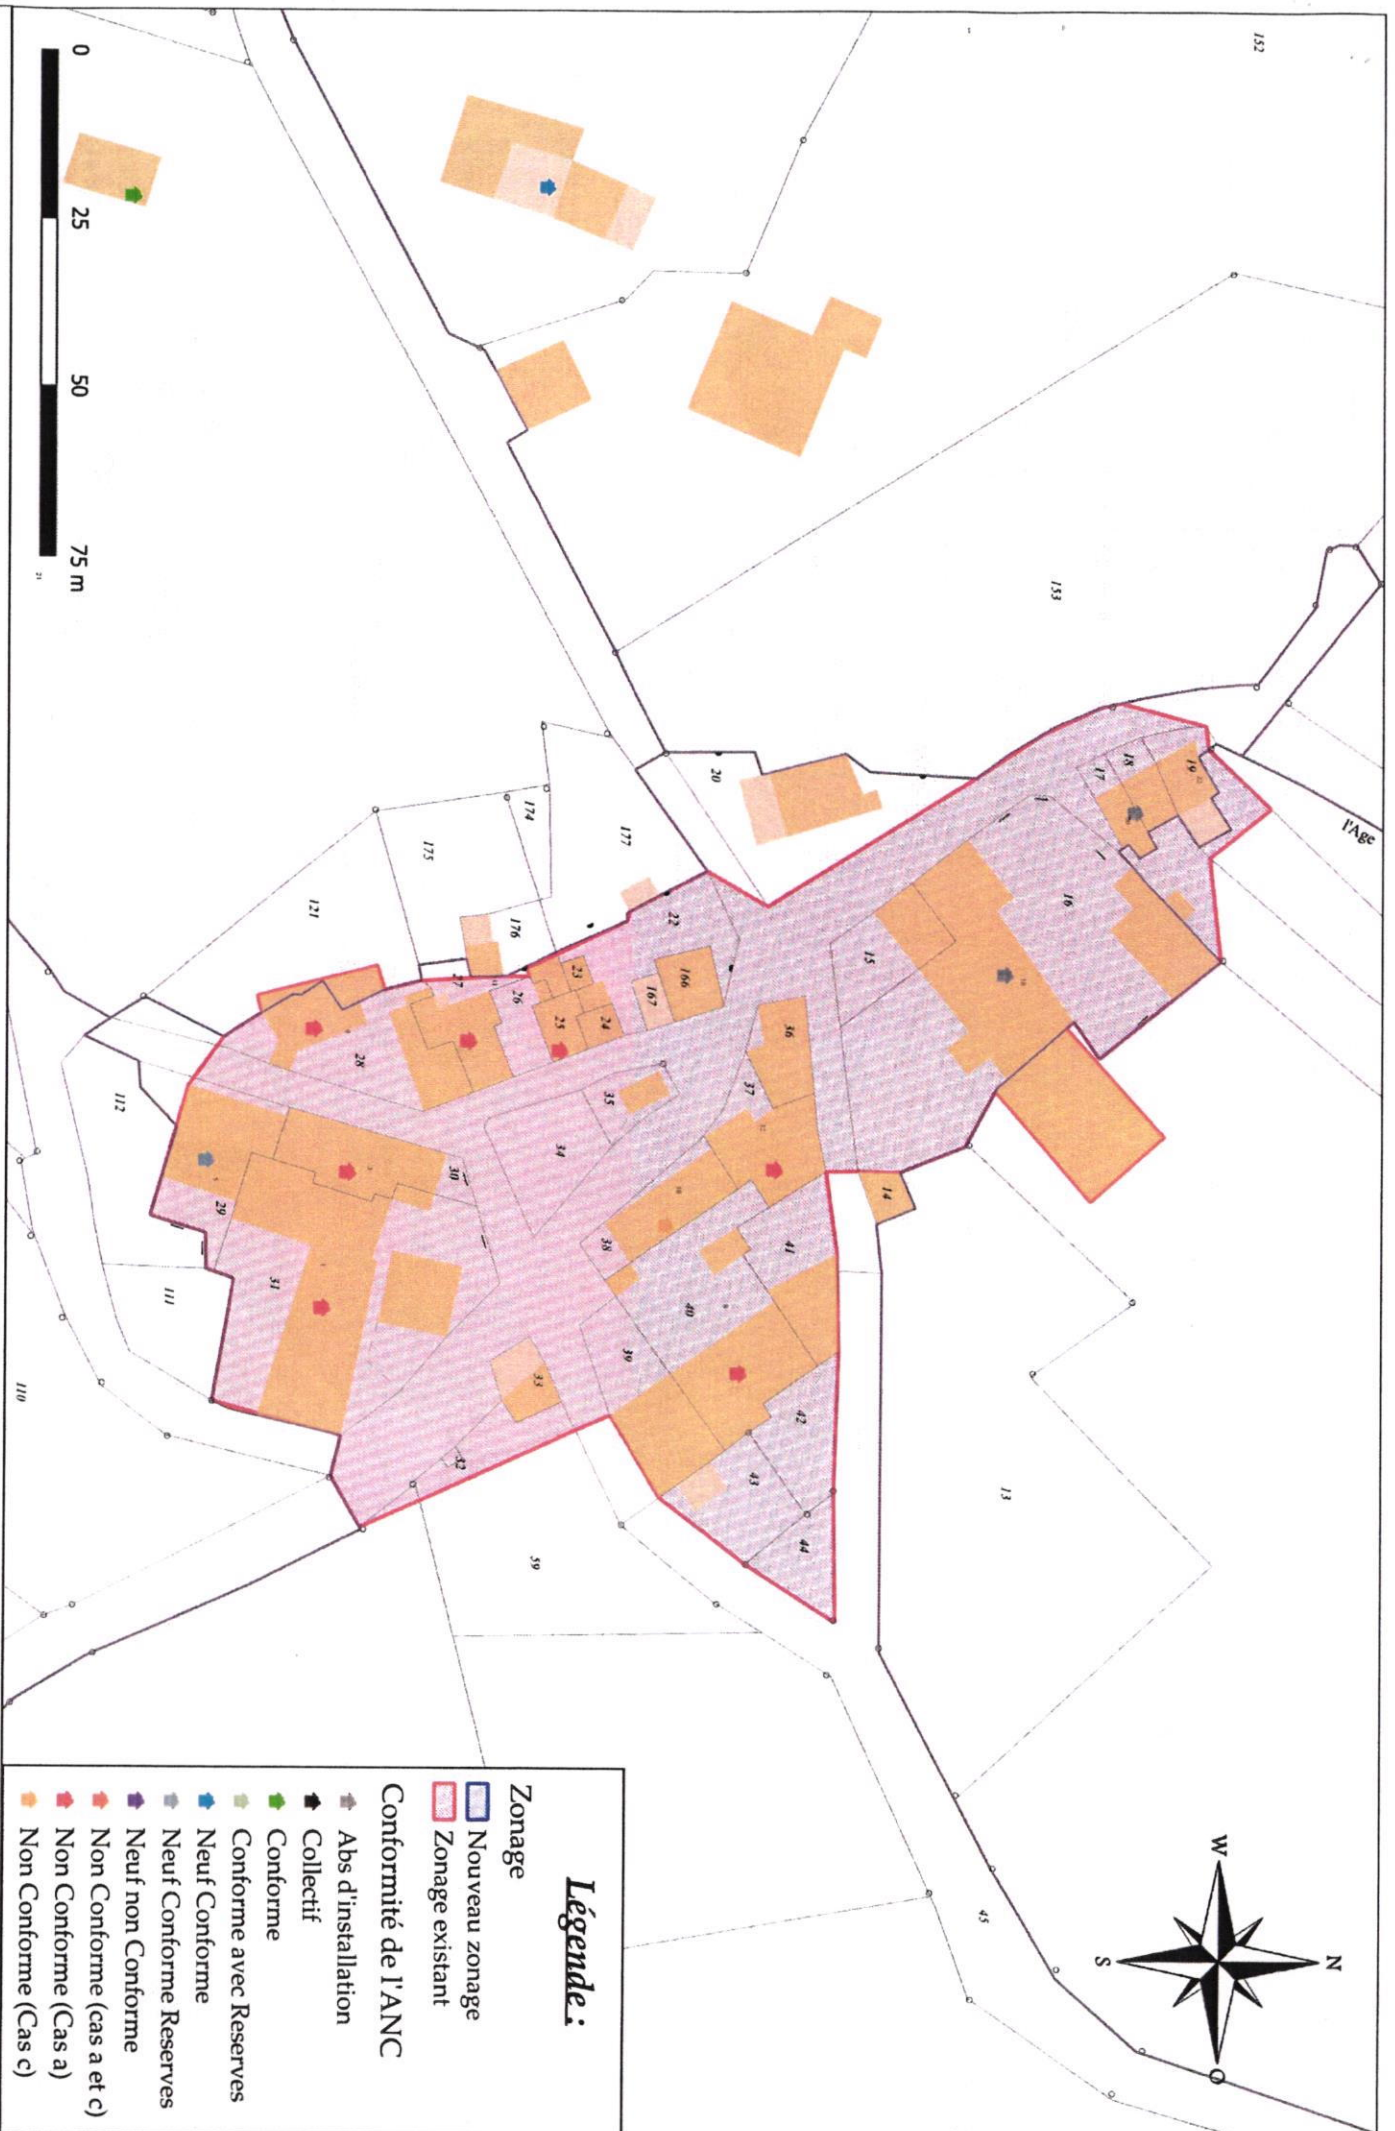 152
153
l'Age
19
18
17
16
15
20
177
174
175
176
121
22
166
167
23
24
25
26
27
28
36
37
35
34
14
13
30
29
31
38
41
40
39
42
43
44
33
32
59
112
111
110
45
0 25 50 75 m
21
N
W
O
S
Légende :
Zonage
Nouveau zonage
Zonage existant
Conformité de l'ANC
Abs d'installation
Collectif
Conforme
Conforme avec Reserves
Neuf Conforme
Neuf Conforme Reserves
Neuf non Conforme
Non Conforme (cas a et c)
Non Conforme (Cas a)
Non Conforme (Cas c)